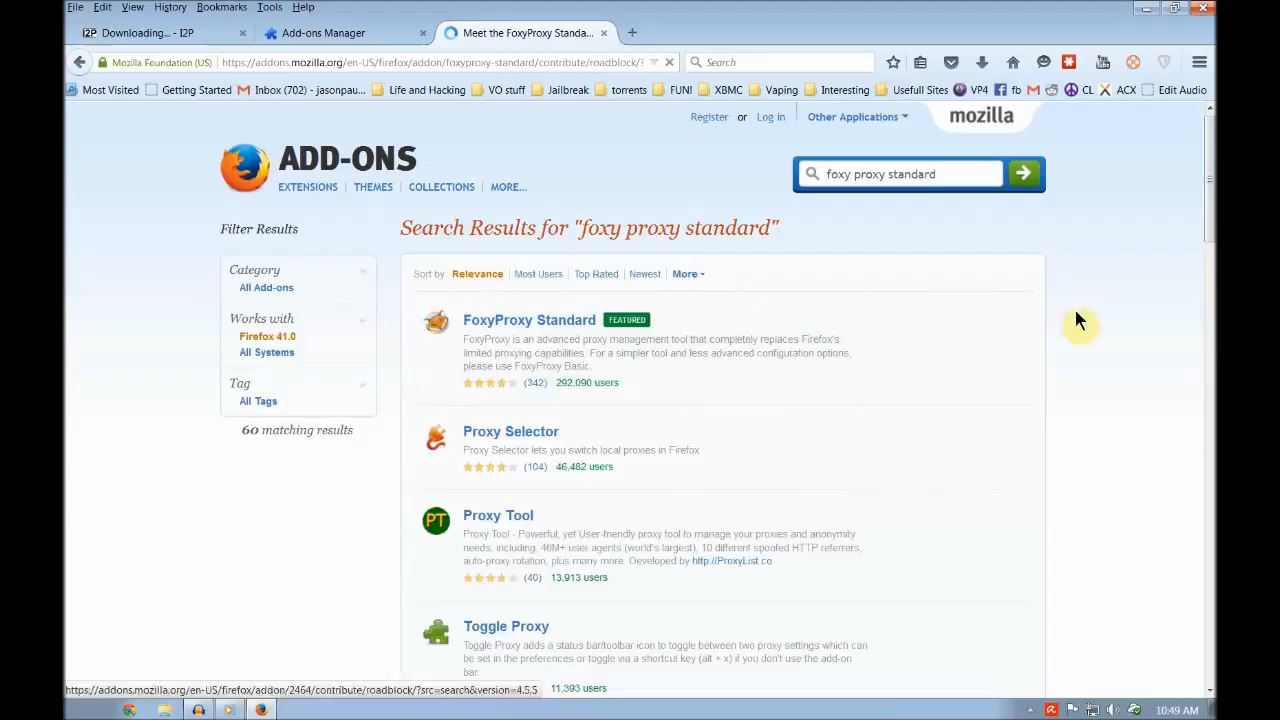 File Edit View History Bookmarks Tools Help
I2P Downloading... - I2P
Add-ons Manager
Meet the FoxyProxy Standa...
Mozilla Foundation (US)
https://addons.mozilla.org/en-US/firefox/addon/foxyproxy-standard/contribute/roadblock/?
Search
Most Visited Getting Started Inbox (702) - jasonpau... Life and Hacking VO stuff Jailbreak torrents FUN! XBMC Vaping Interesting Usefull Sites VP4 fb CL ACX Edit Audio
Register or Log in Other Applications
mozilla
ADD-ONS
EXTENSIONS THEMES COLLECTIONS MORE...
foxy proxy standard
Filter Results
Search Results for "foxy proxy standard"
Category
All Add-ons
Works with
Firefox 41.0
All Systems
Tag
All Tags
60 matching results
Sort by Relevance Most Users Top Rated Newest More
FoxyProxy Standard FEATURED
FoxyProxy is an advanced proxy management tool that completely replaces Firefox's
limited proxying capabilities. For a simpler tool and less advanced configuration options,
please use FoxyProxy Basic.
(342) 292,090 users
Proxy Selector
Proxy Selector lets you switch local proxies in Firefox
(104) 46,482 users
PT
Proxy Tool
Proxy Tool - Powerful, yet User-friendly proxy tool to manage your proxies and anonymity
needs, including: 46M+ user agents (world's largest), 10 different spoofed HTTP referrers,
auto-proxy rotation, plus many more. Developed by http://ProxyList.co
(40) 13,913 users
Toggle Proxy
Toggle Proxy adds a status bar/toolbar icon to toggle between two proxy settings which can
be set in the preferences or toggle via a shortcut key (alt + x) if you don't use the add-on
bar.
11,393 users
https://addons.mozilla.org/en-US/firefox/addon/2464/contribute/roadblock/?src=search&version=4.5.5
10:49 AM